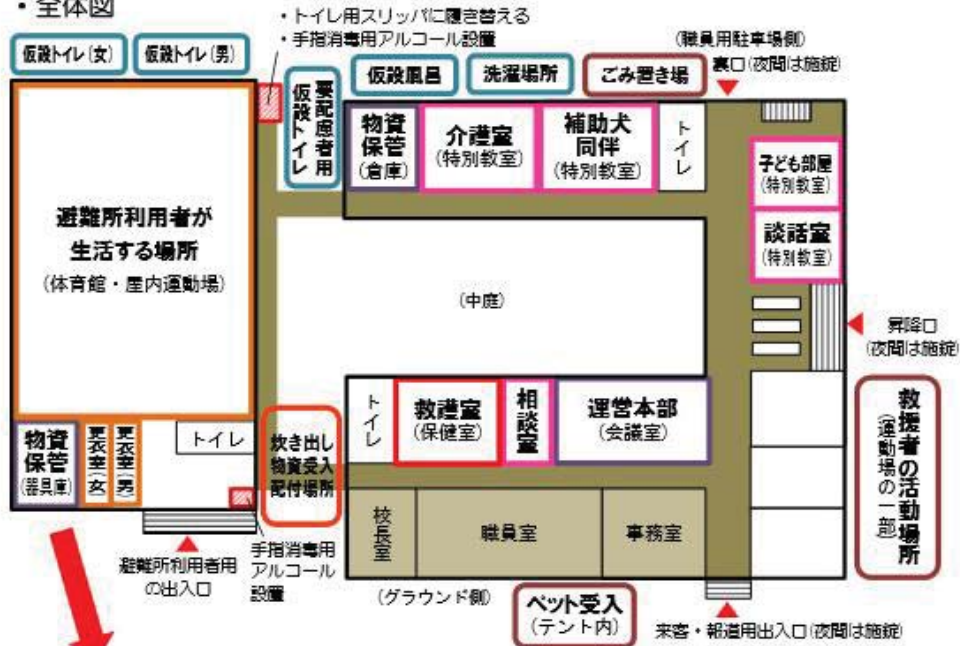 ・全体図
・トイレ用スリッパに履き替える
・手指消毒用アルコール設置
仮設トイレ(女)
仮設トイレ(男)
要配慮者用
仮設トイレ
仮設風呂
洗濯場所
ごみ置き場
(職員用駐車場側)
裏口(夜間は施錠)
物資
保管
(倉庫)
介護室
(特別教室)
補助犬
同伴
(特別教室)
トイレ
子ども部屋
(特別教室)
談話室
(特別教室)
避難所利用者が
生活する場所
(体育館・屋内運動場)
(中庭)
昇降口
(夜間は施錠)
物資
保管
(器具庫)
更衣室(女)
更衣室(男)
トイレ
炊き出し
物資受入
配付場所
トイレ
救護室
(保健室)
相談室
運営本部
(会議室)
救援者の活動場所
(運動場の一部)
校長室
職員室
事務室
避難所利用者用
の出入口
手指消毒用
アルコール
設置
(グラウンド側)
ペット受入
(テント内)
来客・報道用出入口(夜間は施錠)